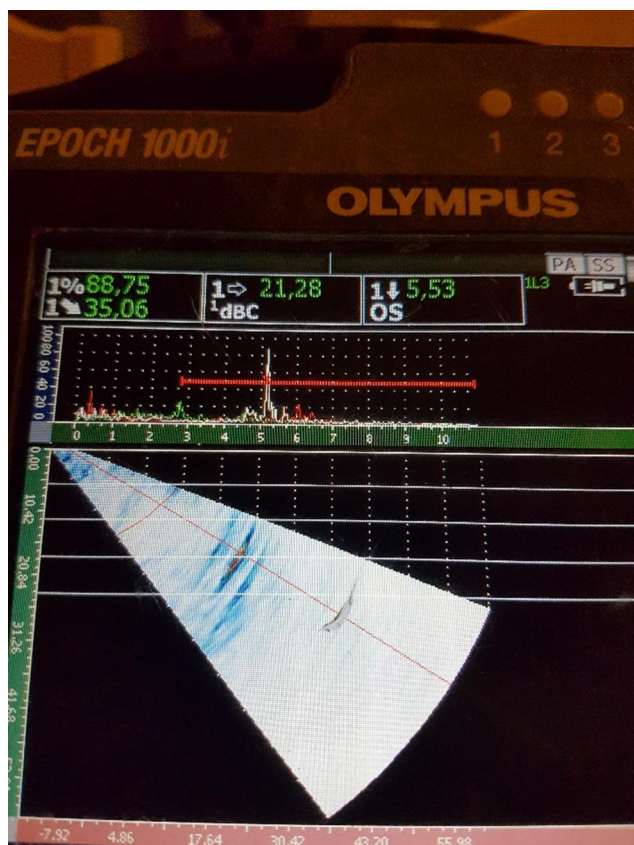 EPOCH 1000i
1 2 3
OLYMPUS
PA SS
1% 88,75
1 35,06
1⇨ 21,28
1dBC
1⬇ 5,53
OS
1L3
100 80 60 40 20 0
0 1 2 3 4 5 6 7 8 9 10
0.00
10.42
20.84
31.26
41.68
-7.92 4.86 17.64 30.42 43.20 55.98